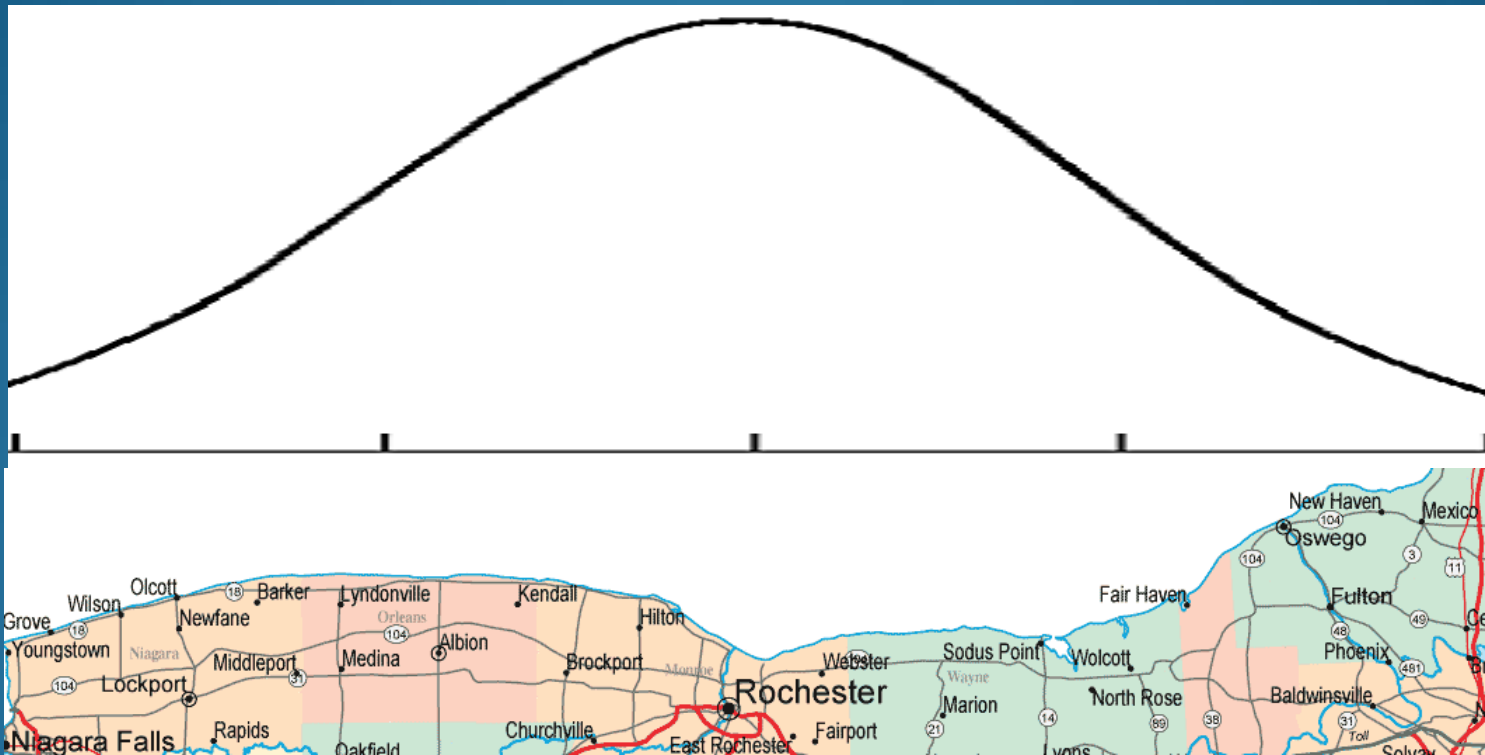 New Haven
104
Mexico
Oswego
104
3
11
Olcott
18
Barker
Lyndonville
Kendall
Fair Haven
Fulton
Wilson
Grove
18
Newfane
Orleans
Hilton
49
104
48
Youngstown
Niagara
Albion
Sodus Point
Wolcott
Phoenix
Middleport
Medina
Brockport
Monroe
Webster
481
31
Wayne
104
Lockport
Rochester
North Rose
Baldwinsville
Marion
14
89
38
31
Rapids
Churchville
Fairport
21
Toll
Niagara Falls
East Rochester
Oakfield
Lyons
Solvay